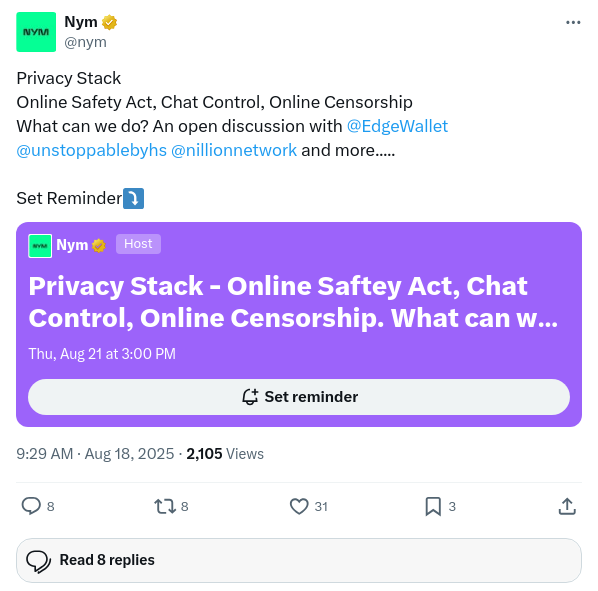 Nym
@nym
Privacy Stack
Online Safety Act, Chat Control, Online Censorship
What can we do? An open discussion with @EdgeWallet
@unstoppablebyhs @nillionnetwork and more.....
Set Reminder⤵️
NYM
Nym Host
Privacy Stack - Online Saftey Act, Chat
Control, Online Censorship. What can w...
Thu, Aug 21 at 3:00 PM
Set reminder
9:29 AM · Aug 18, 2025 · 2,105 Views
8 8 31 3
Read 8 replies